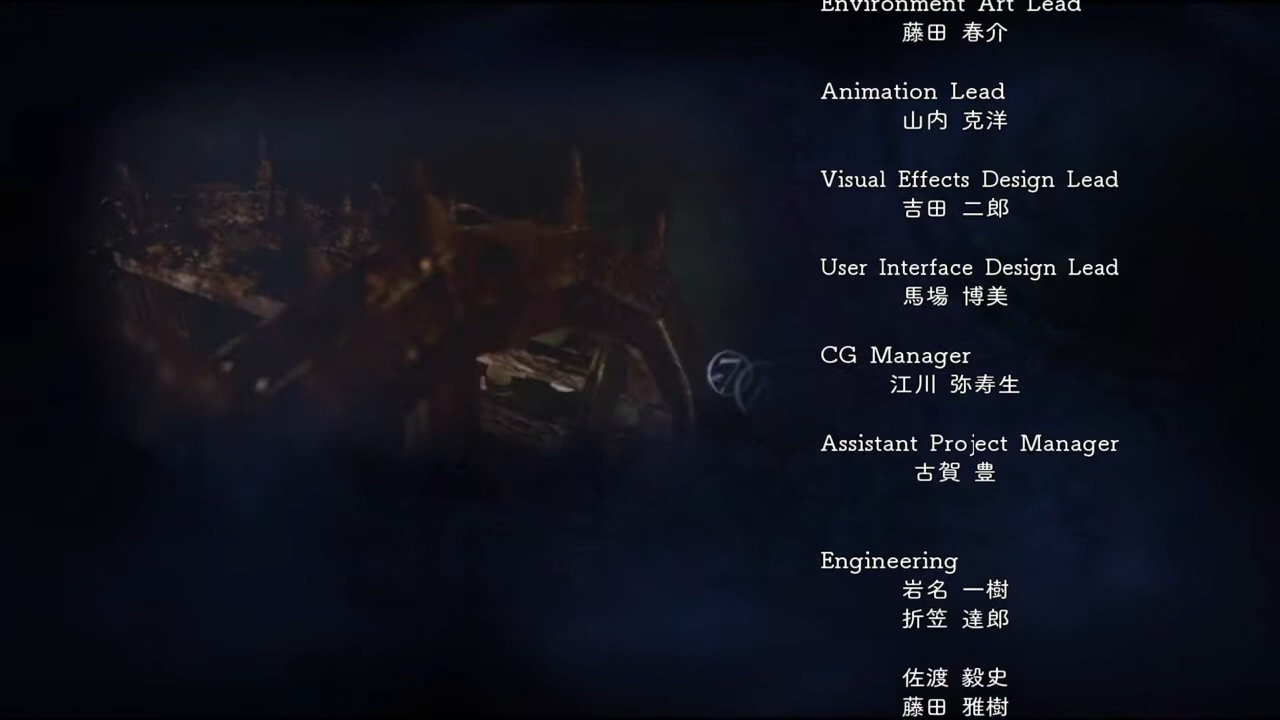 Environment Art Lead
藤田 春介
Animation Lead
山内 克洋
Visual Effects Design Lead
吉田 二郎
User Interface Design Lead
馬場 博美
CG Manager
江川 弥寿生
Assistant Project Manager
古賀 豊
Engineering
岩名 一樹
折笠 達郎
佐渡 毅史
藤田 雅樹